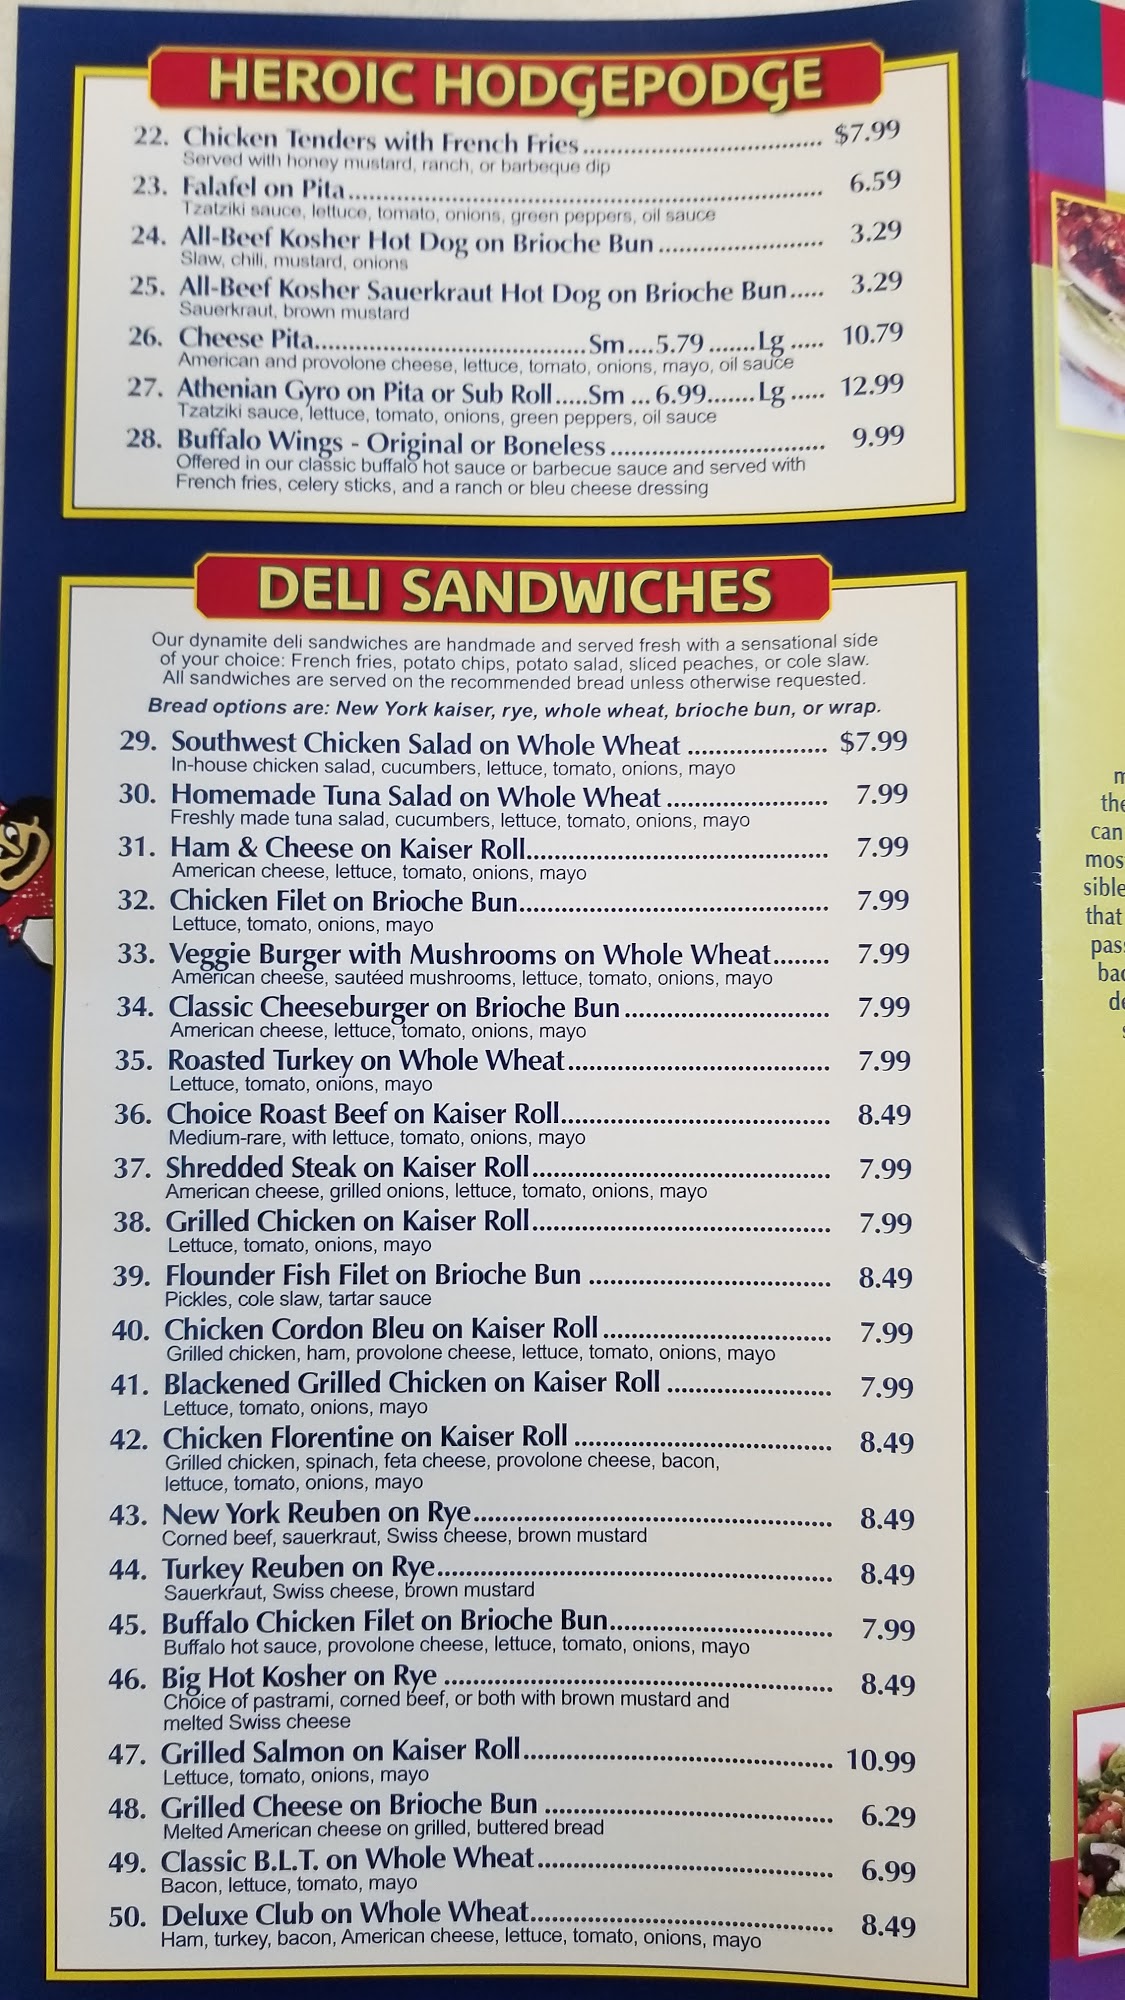 HEROIC HODGEPODGE
22. Chicken Tenders with French Fries........ $7.99
Served with honey mustard, ranch, or barbeque dip
23. Falafel on Pita........ 6.59
Tzatziki sauce, lettuce, tomato, onions, green peppers, oil sauce
24. All-Beef Kosher Hot Dog on Brioche Bun........ 3.29
Slaw, chili, mustard, onions
25. All-Beef Kosher Sauerkraut Hot Dog on Brioche Bun..... 3.29
Sauerkraut, brown mustard
26. Cheese Pita........ Sm....5.79.......Lg..... 10.79
American and provolone cheese, lettuce, tomato, onions, mayo, oil sauce
27. Athenian Gyro on Pita or Sub Roll.....Sm...6.99.......Lg..... 12.99
Tzatziki sauce, lettuce, tomato, onions, green peppers, oil sauce
28. Buffalo Wings - Original or Boneless........ 9.99
Offered in our classic buffalo hot sauce or barbecue sauce and served with
French fries, celery sticks, and a ranch or bleu cheese dressing
DELI SANDWICHES
Our dynamite deli sandwiches are handmade and served fresh with a sensational side
of your choice: French fries, potato chips, potato salad, sliced peaches, or cole slaw.
All sandwiches are served on the recommended bread unless otherwise requested.
Bread options are: New York kaiser, rye, whole wheat, brioche bun, or wrap.
29. Southwest Chicken Salad on Whole Wheat........ $7.99
In-house chicken salad, cucumbers, lettuce, tomato, onions, mayo
30. Homemade Tuna Salad on Whole Wheat........ 7.99
Freshly made tuna salad, cucumbers, lettuce, tomato, onions, mayo
31. Ham & Cheese on Kaiser Roll........ 7.99
American cheese, lettuce, tomato, onions, mayo
32. Chicken Filet on Brioche Bun........ 7.99
Lettuce, tomato, onions, mayo
33. Veggie Burger with Mushrooms on Whole Wheat........ 7.99
American cheese, sautéed mushrooms, lettuce, tomato, onions, mayo
34. Classic Cheeseburger on Brioche Bun........ 7.99
American cheese, lettuce, tomato, onions, mayo
35. Roasted Turkey on Whole Wheat........ 7.99
Lettuce, tomato, onions, mayo
36. Choice Roast Beef on Kaiser Roll........ 8.49
Medium-rare, with lettuce, tomato, onions, mayo
37. Shredded Steak on Kaiser Roll........ 7.99
American cheese, grilled onions, lettuce, tomato, onions, mayo
38. Grilled Chicken on Kaiser Roll........ 7.99
Lettuce, tomato, onions, mayo
39. Flounder Fish Filet on Brioche Bun........ 8.49
Pickles, cole slaw, tartar sauce
40. Chicken Cordon Bleu on Kaiser Roll........ 7.99
Grilled chicken, ham, provolone cheese, lettuce, tomato, onions, mayo
41. Blackened Grilled Chicken on Kaiser Roll........ 7.99
Lettuce, tomato, onions, mayo
42. Chicken Florentine on Kaiser Roll........ 8.49
Grilled chicken, spinach, feta cheese, provolone cheese, bacon,
lettuce, tomato, onions, mayo
43. New York Reuben on Rye........ 8.49
Corned beef, sauerkraut, Swiss cheese, brown mustard
44. Turkey Reuben on Rye........ 8.49
Sauerkraut, Swiss cheese, brown mustard
45. Buffalo Chicken Filet on Brioche Bun........ 7.99
Buffalo hot sauce, provolone cheese, lettuce, tomato, onions, mayo
46. Big Hot Kosher on Rye........ 8.49
Choice of pastrami, corned beef, or both with brown mustard and
melted Swiss cheese
47. Grilled Salmon on Kaiser Roll........ 10.99
Lettuce, tomato, onions, mayo
48. Grilled Cheese on Brioche Bun........ 6.29
Melted American cheese on grilled, buttered bread
49. Classic B.L.T. on Whole Wheat........ 6.99
Bacon, lettuce, tomato, mayo
50. Deluxe Club on Whole Wheat........ 8.49
Ham, turkey, bacon, American cheese, lettuce, tomato, onions, mayo
can
that